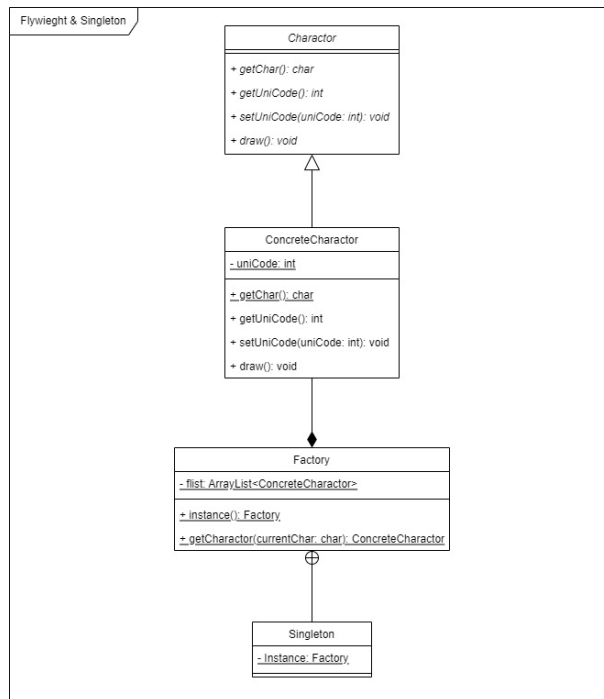 Flywieght & Singleton
Charactor
+ getChar(): char
+ getUniCode(): int
+ setUniCode(uniCode: int): void
+ draw(): void
ConcreteCharactor
- uniCode: int
+ getChar(): char
+ getUniCode(): int
+ setUniCode(uniCode: int): void
+ draw(): void
Factory
- flist: ArrayList<ConcreteCharactor>
+ instance(): Factory
+ getCharactor(currentChar: char): ConcreteCharactor
Singleton
- Instance: Factory